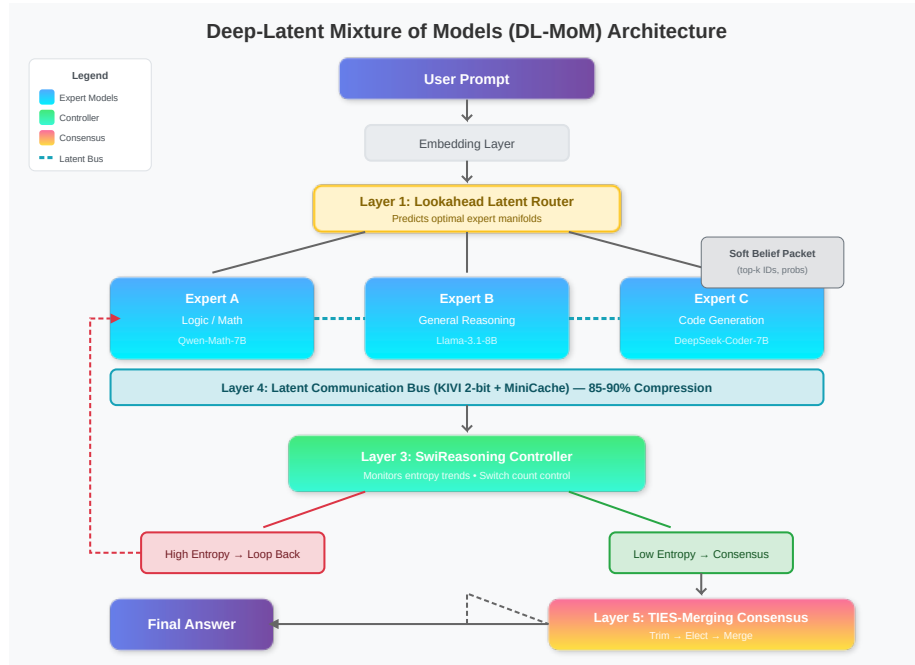 Deep-Latent Mixture of Models (DL-MoM) Architecture
Legend
Expert Models
Controller
Consensus
Latent Bus
User Prompt
Embedding Layer
Layer 1: Lookahead Latent Router
Predicts optimal expert manifolds
Soft Belief Packet
(top-k IDs, probs)
Expert A
Logic / Math
Qwen-Math-7B
Expert B
General Reasoning
Llama-3.1-8B
Expert C
Code Generation
DeepSeek-Coder-7B
Layer 4: Latent Communication Bus (KIVI 2-bit + MiniCache) — 85-90% Compression
Layer 3: SwiReasoning Controller
Monitors entropy trends • Switch count control
High Entropy → Loop Back
Low Entropy → Consensus
Final Answer
Layer 5: TIES-Merging Consensus
Trim → Elect → Merge